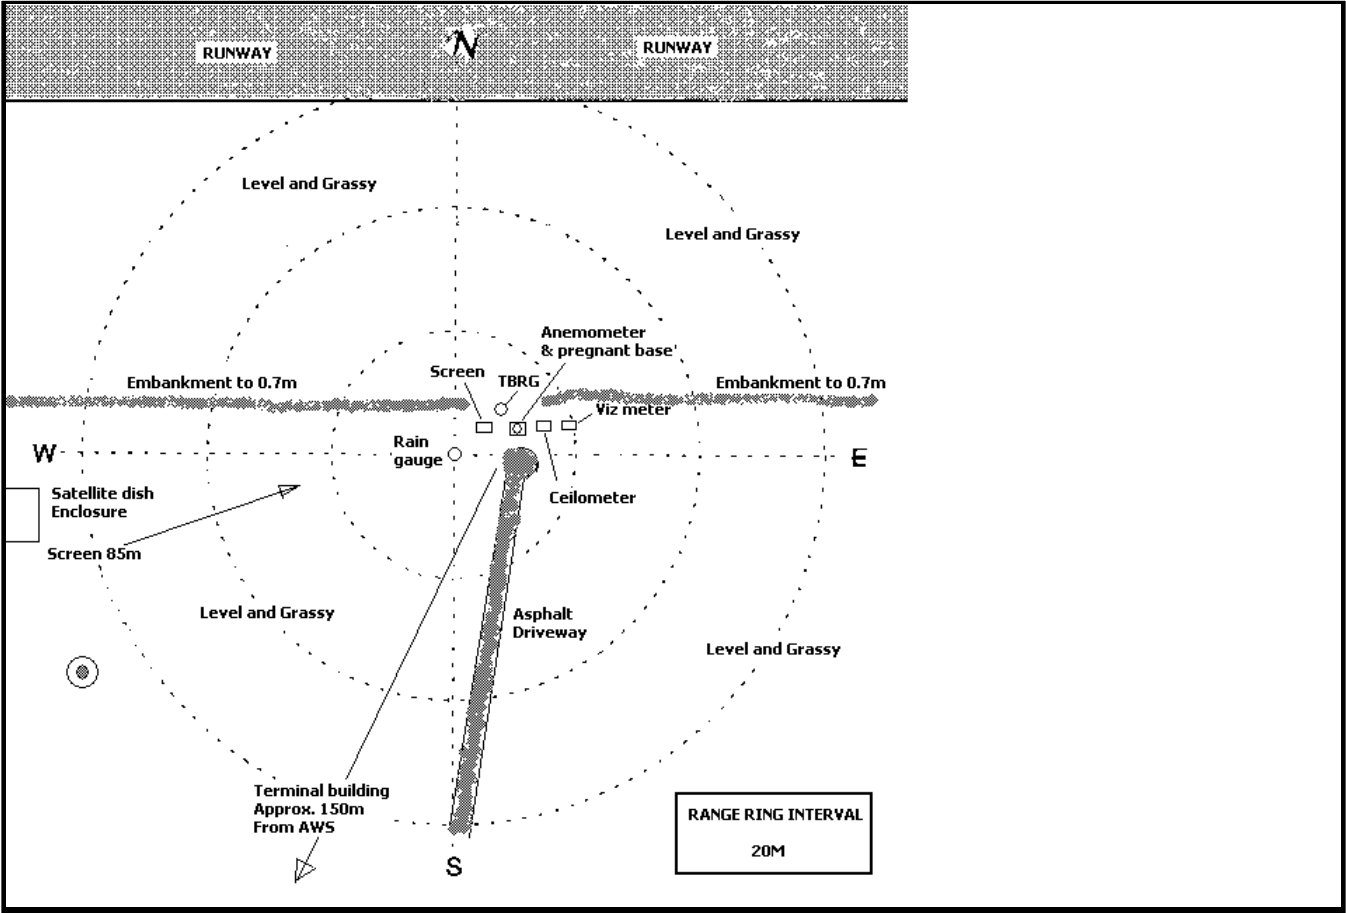 RUNWAY
N
RUNWAY
Level and Grassy
Level and Grassy
Anemometer
& pregnant base'
Screen
TBRG
Embankment to 0.7m
Embankment to 0.7m
Viz meter
Rain
gauge
W
E
Satellite dish
Enclosure
Ceilometer
Screen 85m
Level and Grassy
Asphalt
Driveway
Level and Grassy
Terminal building
Approx. 150m
From AWS
RANGE RING INTERVAL
20M
S